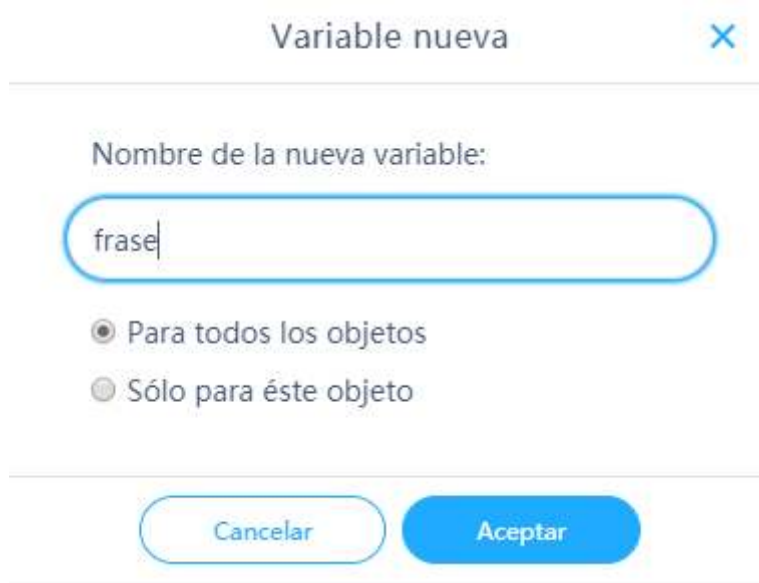 Variable nueva
Nombre de la nueva variable:
frase
Para todos los objetos
Sólo para éste objeto
Cancelar
Aceptar